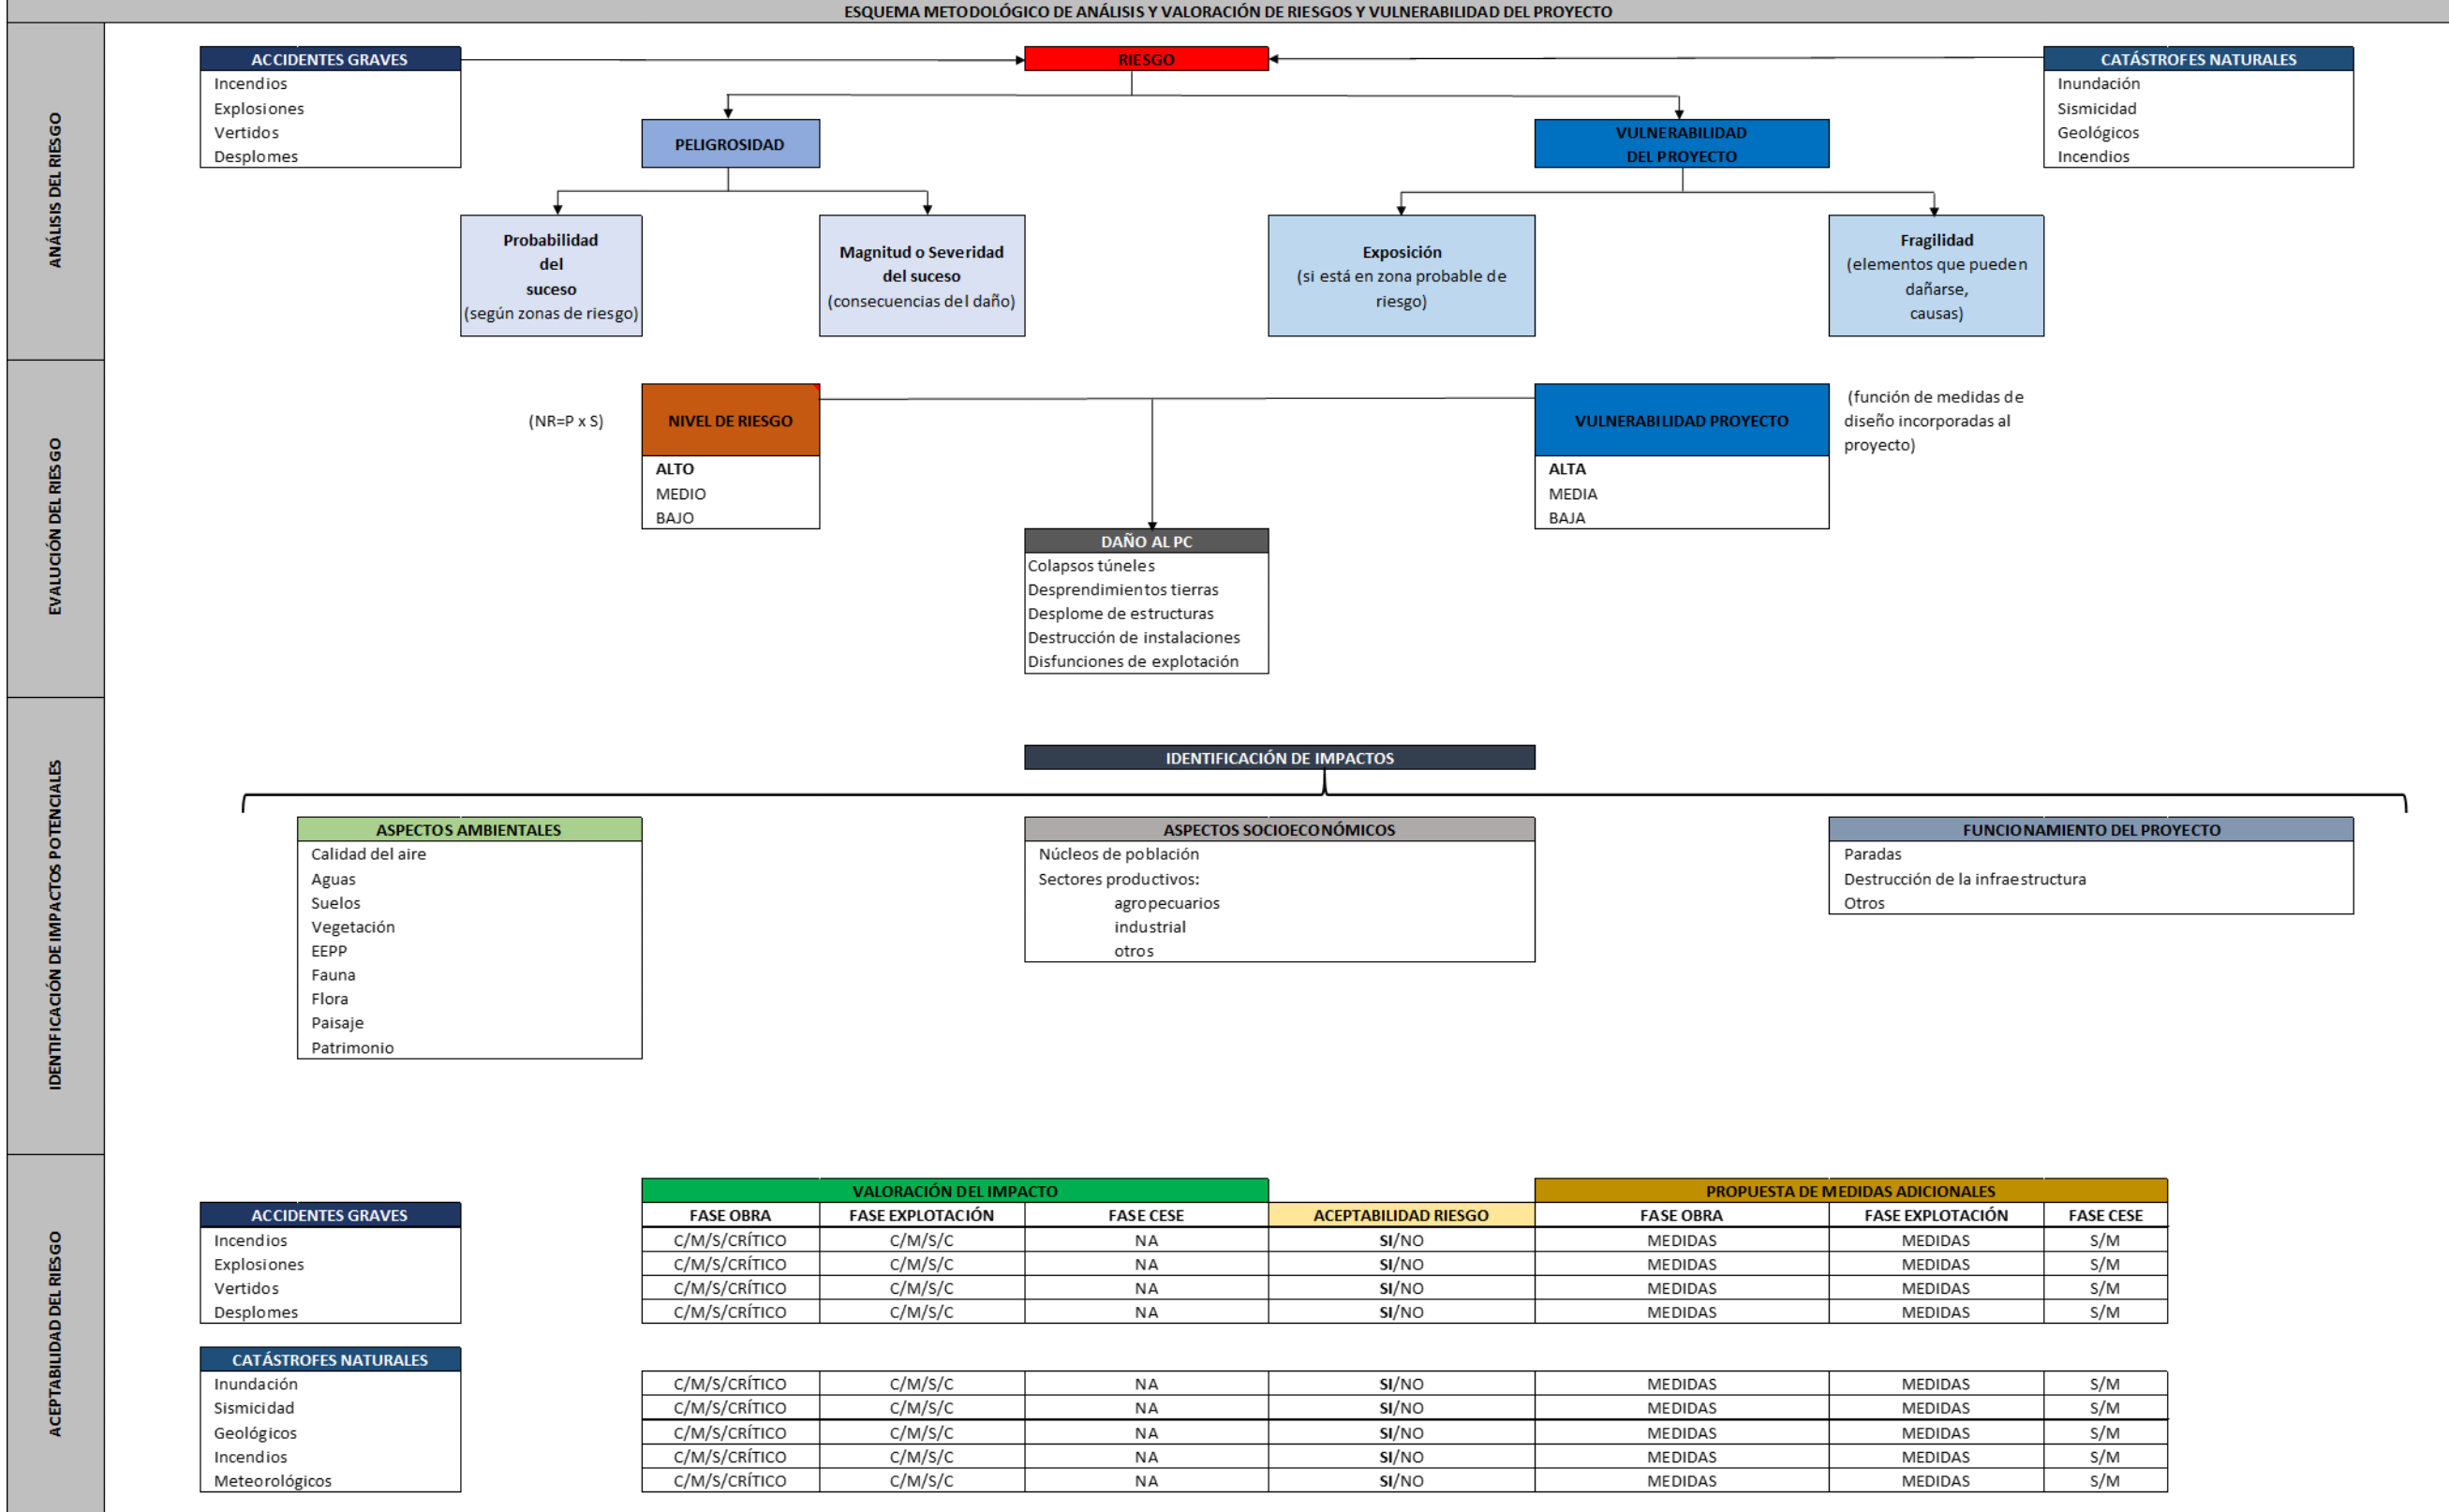 ESQUEMA METODOLÓGICO DE ANÁLISIS Y VALORACIÓN DE RIESGOS Y VULNERABILIDAD DEL PROYECTO
ANÁLISIS DEL RIESGO
ACCIDENTES GRAVES
Incendios
Explosiones
Vertidos
Desplomes
RIESGO
CATÁSTROFES NATURALES
Inundación
Sismicidad
Geológicos
Incendios
PELIGROSIDAD
VULNERABILIDAD
DEL PROYECTO
Probabilidad
del
suceso
(según zonas de riesgo)
Magnitud o Severidad
del suceso
(consecuencias del daño)
Exposición
(si está en zona probable de
riesgo)
Fragilidad
(elementos que pueden
dañarse,
causas)
EVALUCIÓN DEL RIESGO
(NR=P x S)
NIVEL DE RIESGO
ALTO
MEDIO
BAJO
VULNERABILIDAD PROYECTO
ALTA
MEDIA
BAJA
(función de medidas de
diseño incorporadas al
proyecto)
DAÑO AL PC
Colapsos túneles
Desprendimientos tierras
Desplome de estructuras
Destrucción de instalaciones
Disfunciones de explotación
IDENTIFICACIÓN DE IMPACTOS POTENCIALES
IDENTIFICACIÓN DE IMPACTOS
ASPECTOS AMBIENTALES
Calidad del aire
Aguas
Suelos
Vegetación
EEPP
Fauna
Flora
Paisaje
Patrimonio
ASPECTOS SOCIOECONÓMICOS
Núcleos de población
Sectores productivos:
agropecuarios
industrial
otros
FUNCIONAMIENTO DEL PROYECTO
Paradas
Destrucción de la infraestructura
Otros
ACEPTABILIDAD DEL RIESGO
VALORACIÓN DEL IMPACTO PROPUESTA DE MEDIDAS ADICIONALES
ACCIDENTES GRAVES FASE OBRA FASE EXPLOTACIÓN FASE CESE ACEPTABILIDAD RIESGO FASE OBRA FASE EXPLOTACIÓN FASE CESE
Incendios C/M/S/CRÍTICO C/M/S/C NA SI/NO MEDIDAS MEDIDAS S/M
Explosiones C/M/S/CRÍTICO C/M/S/C NA SI/NO MEDIDAS MEDIDAS S/M
Vertidos C/M/S/CRÍTICO C/M/S/C NA SI/NO MEDIDAS MEDIDAS S/M
Desplomes C/M/S/CRÍTICO C/M/S/C NA SI/NO MEDIDAS MEDIDAS S/M
CATÁSTROFES NATURALES
Inundación C/M/S/CRÍTICO C/M/S/C NA SI/NO MEDIDAS MEDIDAS S/M
Sismicidad C/M/S/CRÍTICO C/M/S/C NA SI/NO MEDIDAS MEDIDAS S/M
Geológicos C/M/S/CRÍTICO C/M/S/C NA SI/NO MEDIDAS MEDIDAS S/M
Incendios C/M/S/CRÍTICO C/M/S/C NA SI/NO MEDIDAS MEDIDAS S/M
Meteorológicos C/M/S/CRÍTICO C/M/S/C NA SI/NO MEDIDAS MEDIDAS S/M